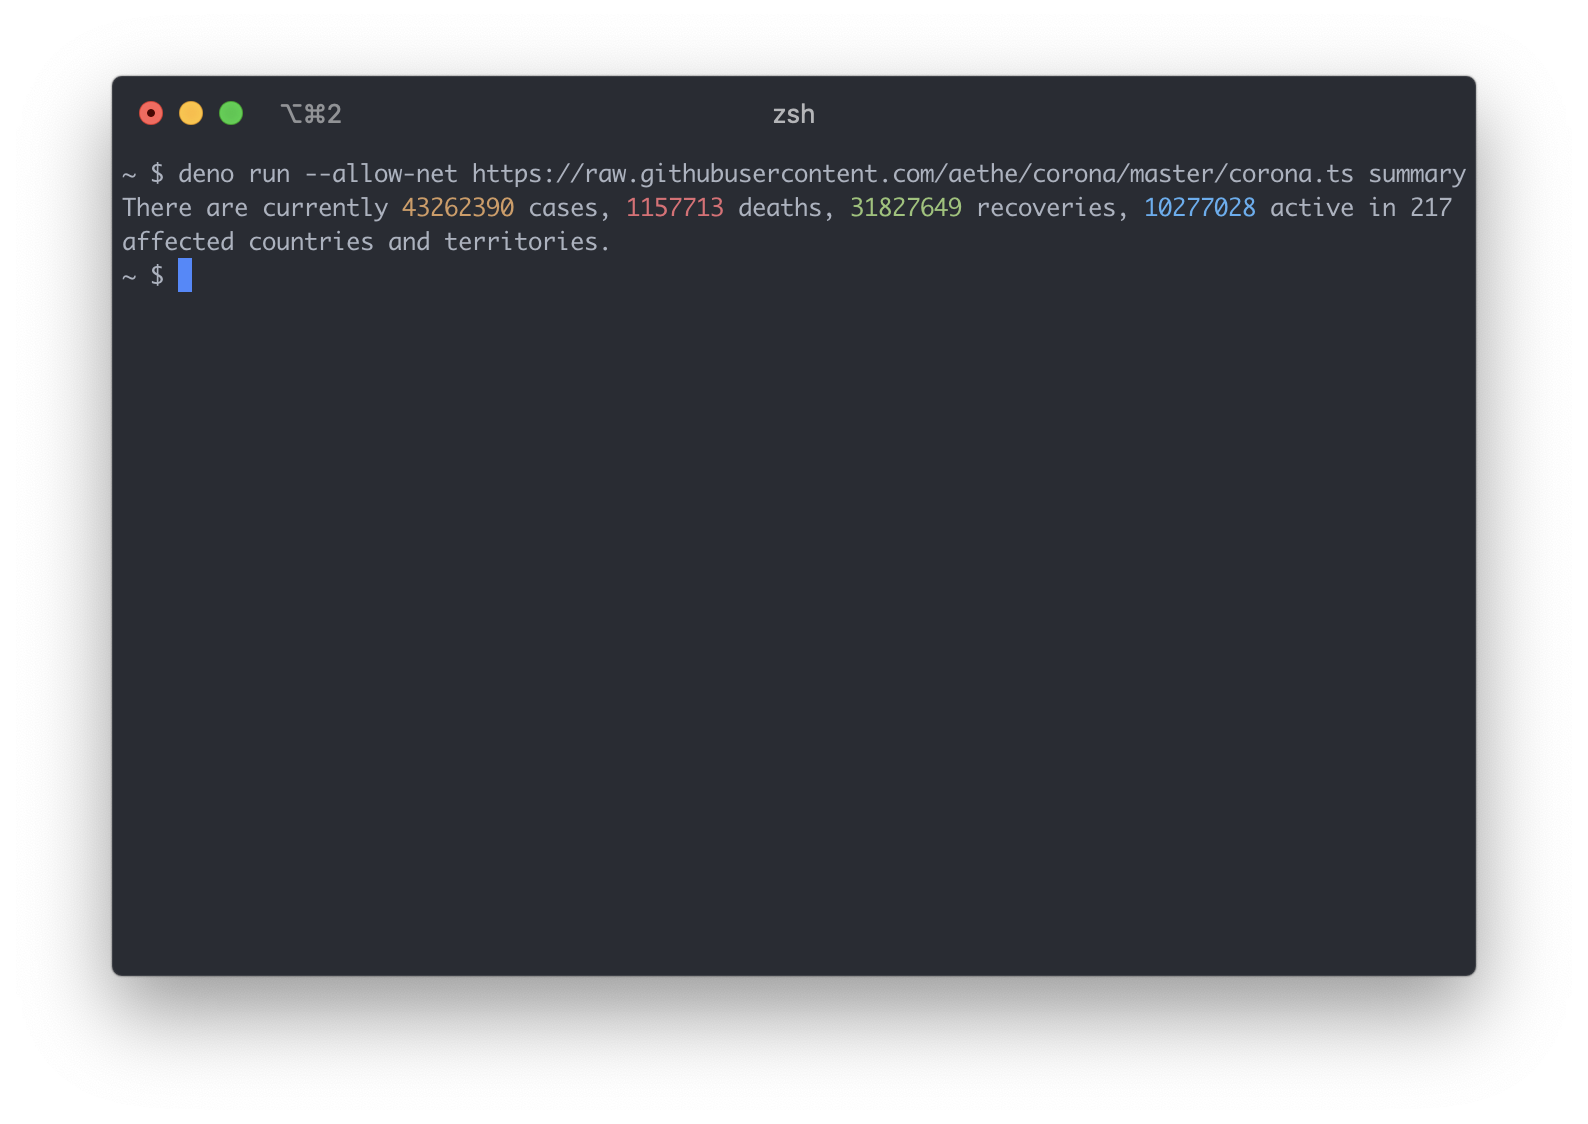 ⌥⌘2 zsh
~ $ deno run --allow-net https://raw.githubusercontent.com/aethe/corona/master/corona.ts summary
There are currently 43262390 cases, 1157713 deaths, 31827649 recoveries, 10277028 active in 217
affected countries and territories.
~ $